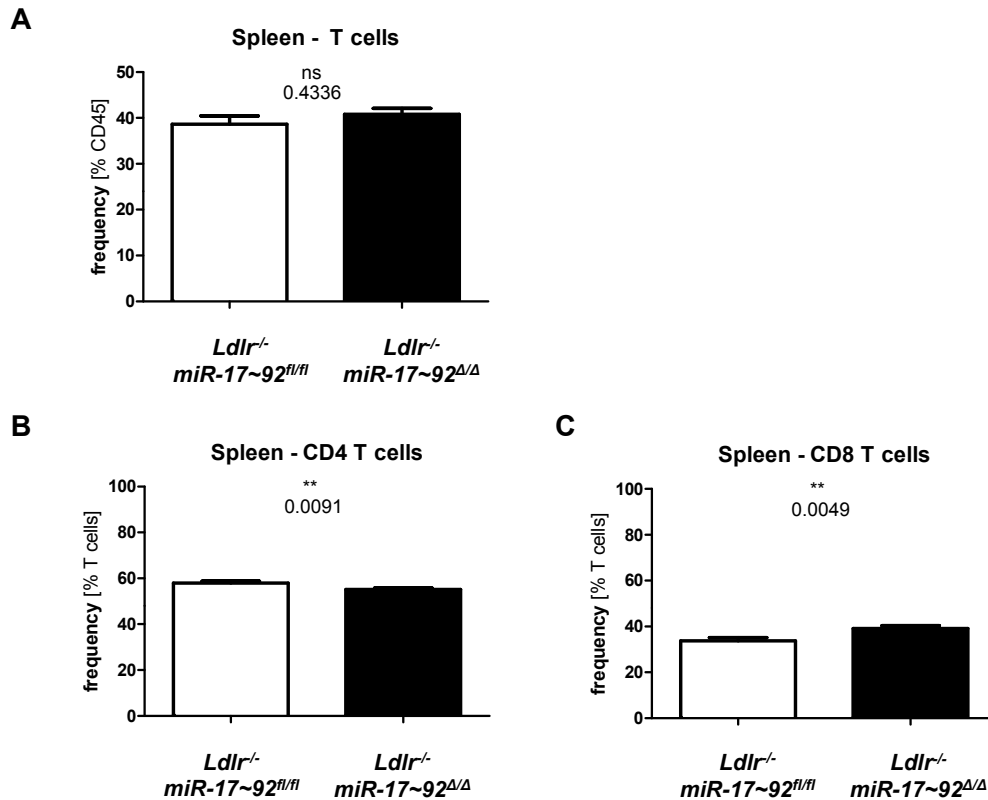 A
Spleen - T cells
ns
0.4336
frequency [% CD45]
50
40
30
20
10
0
Ldlr-/-
miR-17~92fl/fl
Ldlr-/-
miR-17~92Δ/Δ
B
Spleen - CD4 T cells
**
0.0091
frequency [% T cells]
100
80
60
40
20
0
Ldlr-/-
miR-17~92fl/fl
Ldlr-/-
miR-17~92Δ/Δ
C
Spleen - CD8 T cells
**
0.0049
frequency [% T cells]
100
80
60
40
20
0
Ldlr-/-
miR-17~92fl/fl
Ldlr-/-
miR-17~92Δ/Δ